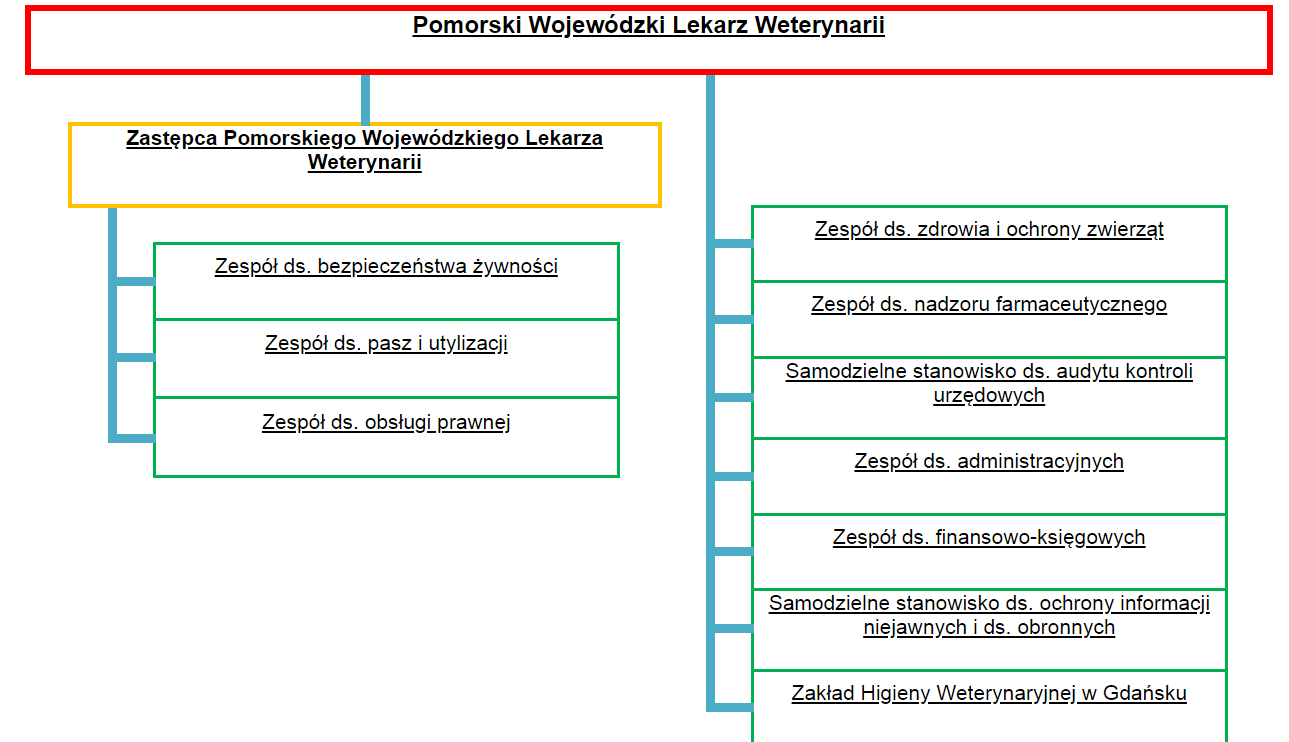 Pomorski Wojewódzki Lekarz Weterynarii
Zastępca Pomorskiego Wojewódzkiego Lekarza
Weterynarii
Zespół ds. bezpieczeństwa żywności
Zespół ds. pasz i utylizacji
Zespół ds. obsługi prawnej
Zespół ds. zdrowia i ochrony zwierząt
Zespół ds. nadzoru farmaceutycznego
Samodzielne stanowisko ds. audytu kontroli
urzędowych
Zespół ds. administracyjnych
Zespół ds. finansowo-księgowych
Samodzielne stanowisko ds. ochrony informacji
niejawnych i ds. obronnych
Zakład Higieny Weterynaryjnej w Gdańsku